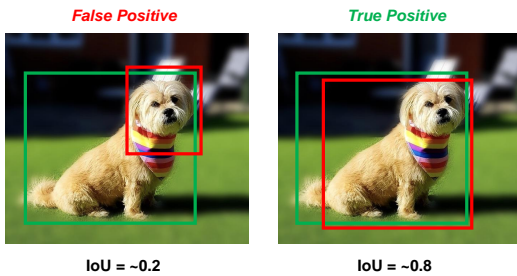 False Positive
True Positive
IoU = ~0.2
IoU = ~0.8